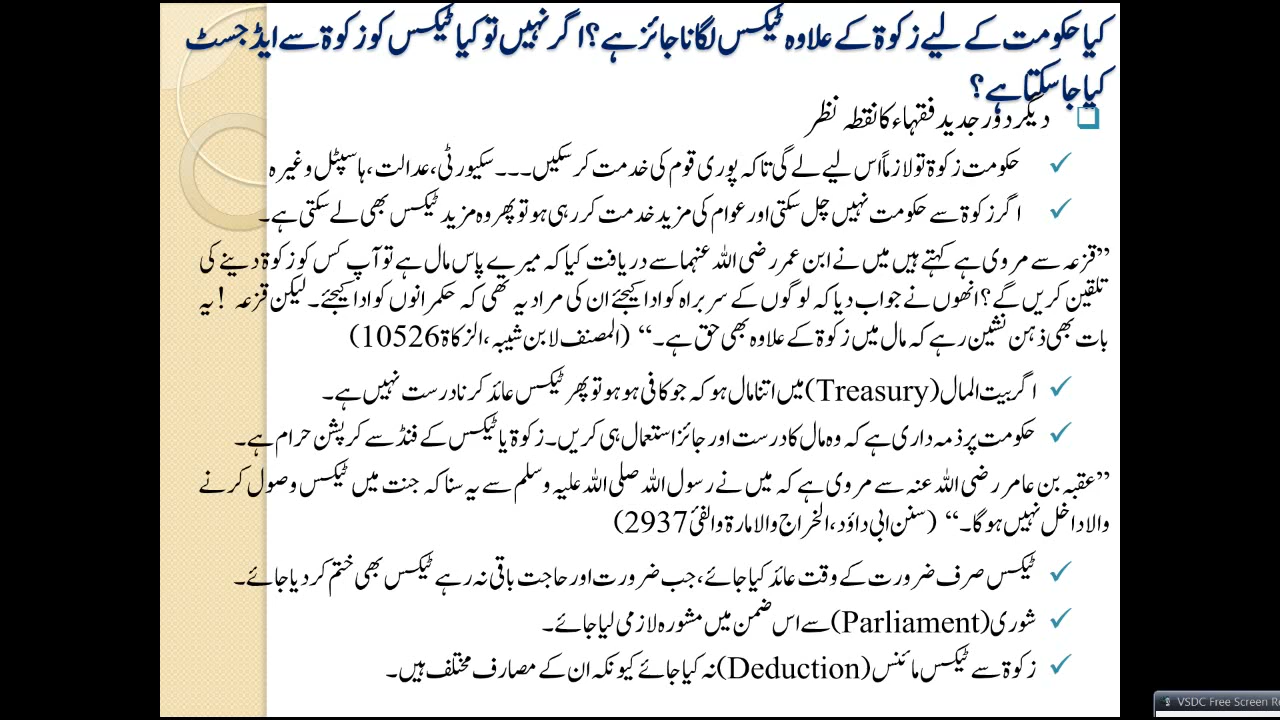 کیا حکومت کے لیے زکوۃ کے علاوہ ٹیکس لگانا جائز ہے؟ اگر نہیں تو کیا ٹیکس کو زکوۃ سے ایڈجسٹ
کیا جا سکتا ہے؟
دیگر دور جدید فقہاء کا نقطہ نظر
حکومت زکوۃ تو لازماً اس لیے لے گی تاکہ پوری قوم کی خدمت کر سکیں۔۔۔ سکیورٹی، عدالت، ہاسپٹل وغیرہ
اگر زکوۃ سے حکومت نہیں چل سکتی اور عوام کی مزید خدمت کر رہی ہو تو پھر وہ مزید ٹیکس بھی لے سکتی ہے۔
”قزعہ سے مروی ہے کہتے ہیں میں نے ابن عمر رضی اللہ عنہما سے دریافت کیا کہ میرے پاس مال ہے تو آپ کس کو زکوۃ دینے کی
تلقین کریں گے؟ انھوں نے جواب دیا کہ لوگوں کے سربراہ کو ادا کیجئے ان کی مراد یہ تھی کہ حکمرانوں کو ادا کیجئے۔ لیکن قزعہ ! یہ
بات بھی ذہن نشین رہے کہ مال میں زکوۃ کے علاوہ بھی حق ہے۔“ (المصنف لابن شیبہ، الزکاۃ 10526)
اگر بیت المال (Treasury) میں اتنا مال ہو کہ جو کافی ہو ہو تو پھر ٹیکس عائد کرنا درست نہیں ہے۔
حکومت پر ذمہ داری ہے کہ وہ مال کا درست اور جائز استعمال ہی کریں۔ زکوۃ یا ٹیکس کے فنڈ سے کرپشن حرام ہے۔
”عقبہ بن عامر رضی اللہ عنہ سے مروی ہے کہ میں نے رسول اللہ صلی اللہ علیہ وسلم سے یہ سنا کہ جنت میں ٹیکس وصول کرنے
والا داخل نہیں ہو گا۔“ (سنن ابی داؤد، الخراج والامارۃ والفئ 2937)
ٹیکس صرف ضرورت کے وقت عائد کیا جائے، جب ضرورت اور حاجت باقی نہ رہے ٹیکس بھی ختم کر دیا جائے۔
شوری (Parliament) سے اس ضمن میں مشورہ لازمی لیا جائے۔
زکوۃ سے ٹیکس مائنس (Deduction) نہ کیا جائے کیونکہ ان کے مصارف مختلف ہیں۔
VSDC Free Screen R